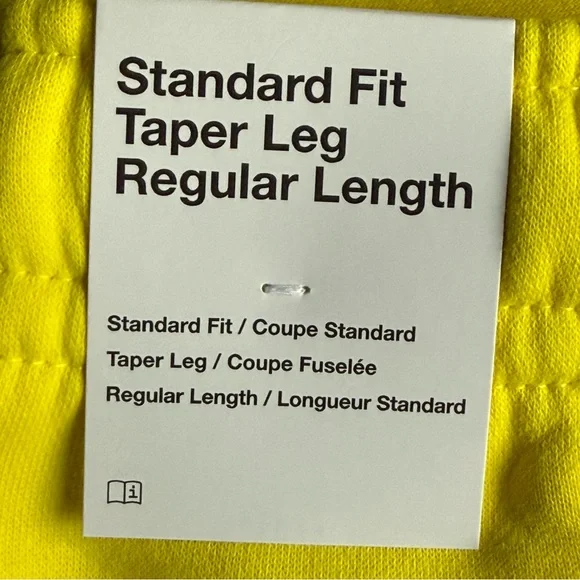 Standard Fit
Taper Leg
Regular Length
Standard Fit / Coupe Standard
Taper Leg / Coupe Fuselée
Regular Length / Longueur Standard
i